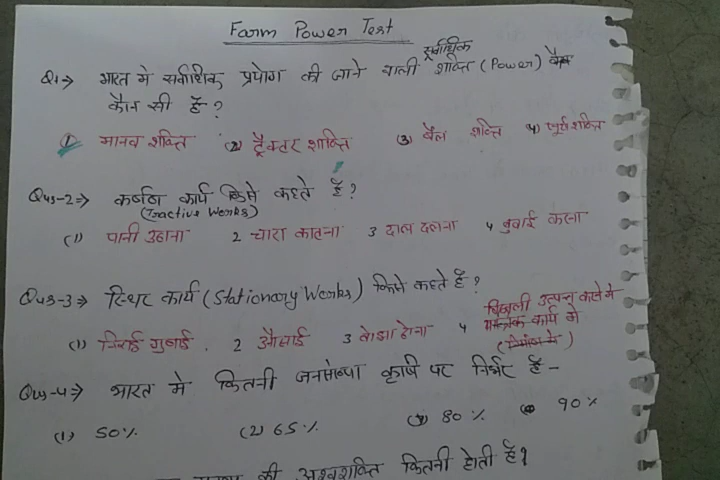 Farm Power Test
Q1→ भारत मे सर्वाधिक प्रयोग की जाने वाली सर्वाधिक शक्ति (Power)
कौन सी है ?
(1) मानव शक्ति (2) ट्रैक्टर शक्ति (3) बैल शक्ति 4)
Qus-2⇒ कर्षण कार्य किसे कहते है ?
(Tractive Works)
(1) पानी उठाना 2 चारा काटना 3 दाल दलना 4 बुवाई करना
Qus-3⇒ स्थिर कार्य (Stationary Works) किसे कहते है ?
(1) निराई गुड़ाई . 2 औसाई 3 बोझा ढोना 4 बिजली उत्पन्न करने मे
कार्य मे
Qus-4⇒ भारत मे कितनी जनसंख्या कृषि पर निर्भर है -
(1) 50% (2) 65% (3) 80% 90%
की अश्वशक्ति कितनी होती है ?